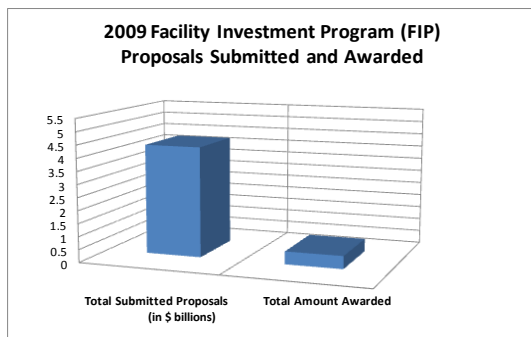 2009 Facility Investment Program (FIP)
Proposals Submitted and Awarded
5.5
5
4.5
4
3.5
3
2.5
2
1.5
1
0.5
0
Total Submitted Proposals
(in $ billions)
Total Amount Awarded